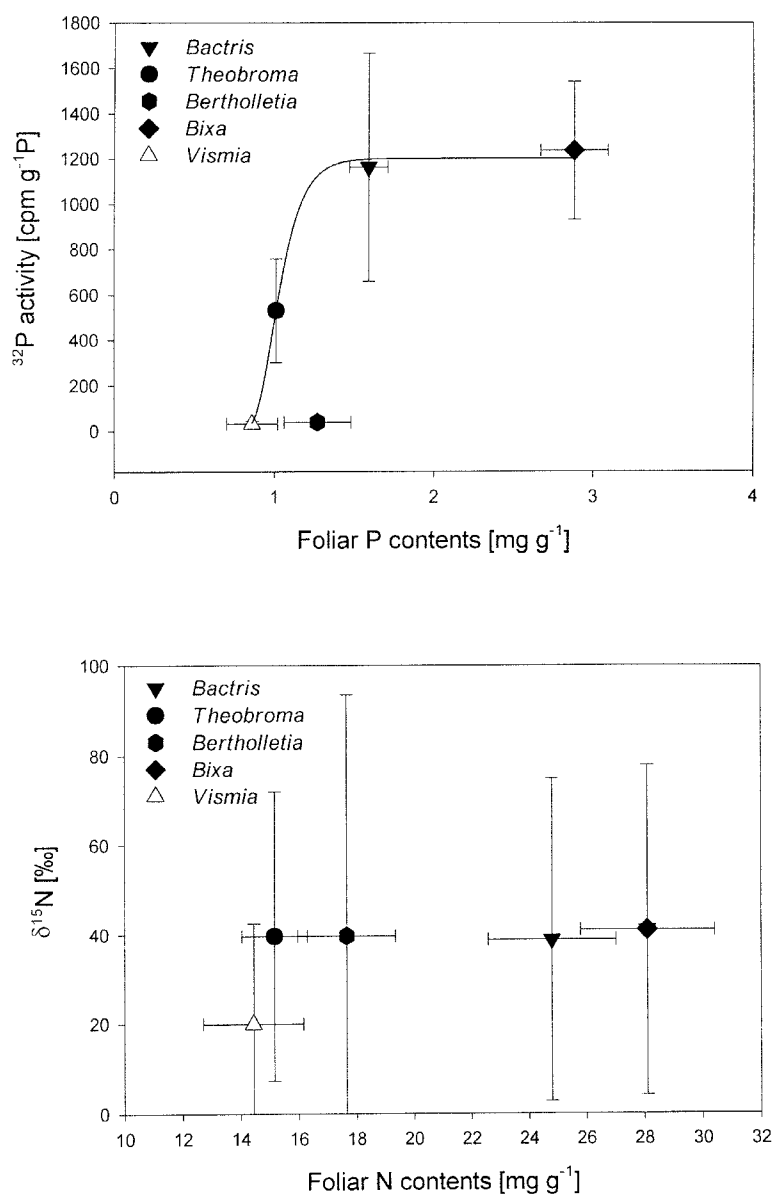 1800
1600
1400
1200
1000
800
600
400
200
0
³²P activity [cpm g⁻¹P]
Bactris
Theobroma
Bertholletia
Bixa
Vismia
0 1 2 3 4
Foliar P contents [mg g⁻¹]
100
80
60
40
20
0
δ¹⁵N [‰]
Bactris
Theobroma
Bertholletia
Bixa
Vismia
10 12 14 16 18 20 22 24 26 28 30 32
Foliar N contents [mg g⁻¹]